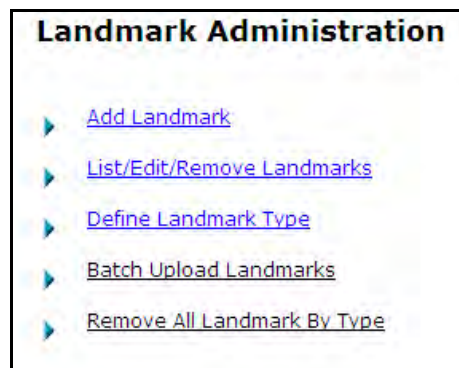 Landmark Administration
Add Landmark
List/Edit/Remove Landmarks
Define Landmark Type
Batch Upload Landmarks
Remove All Landmark By Type